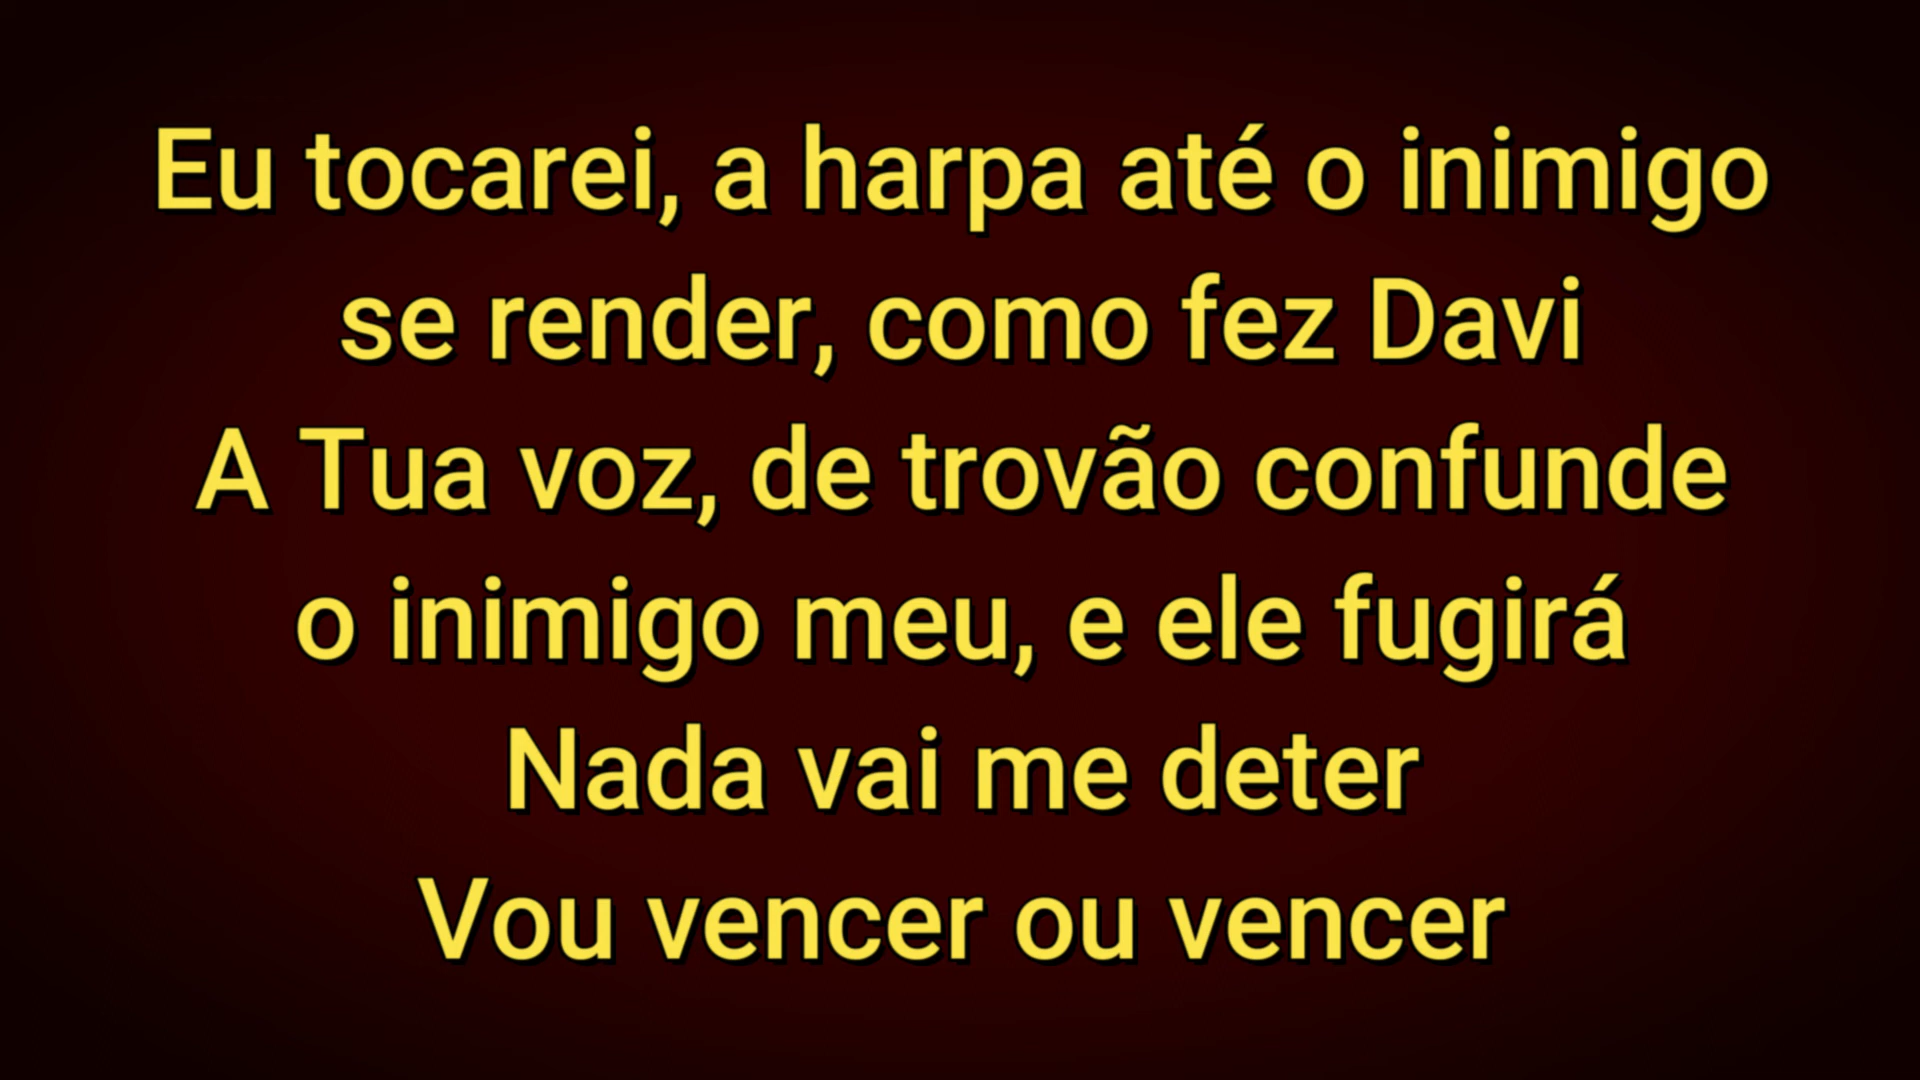 Eu tocarei, a harpa até o inimigo
se render, como fez Davi
A Tua voz, de trovão confunde
o inimigo meu, e ele fugirá
Nada vai me deter
Vou vencer ou vencer